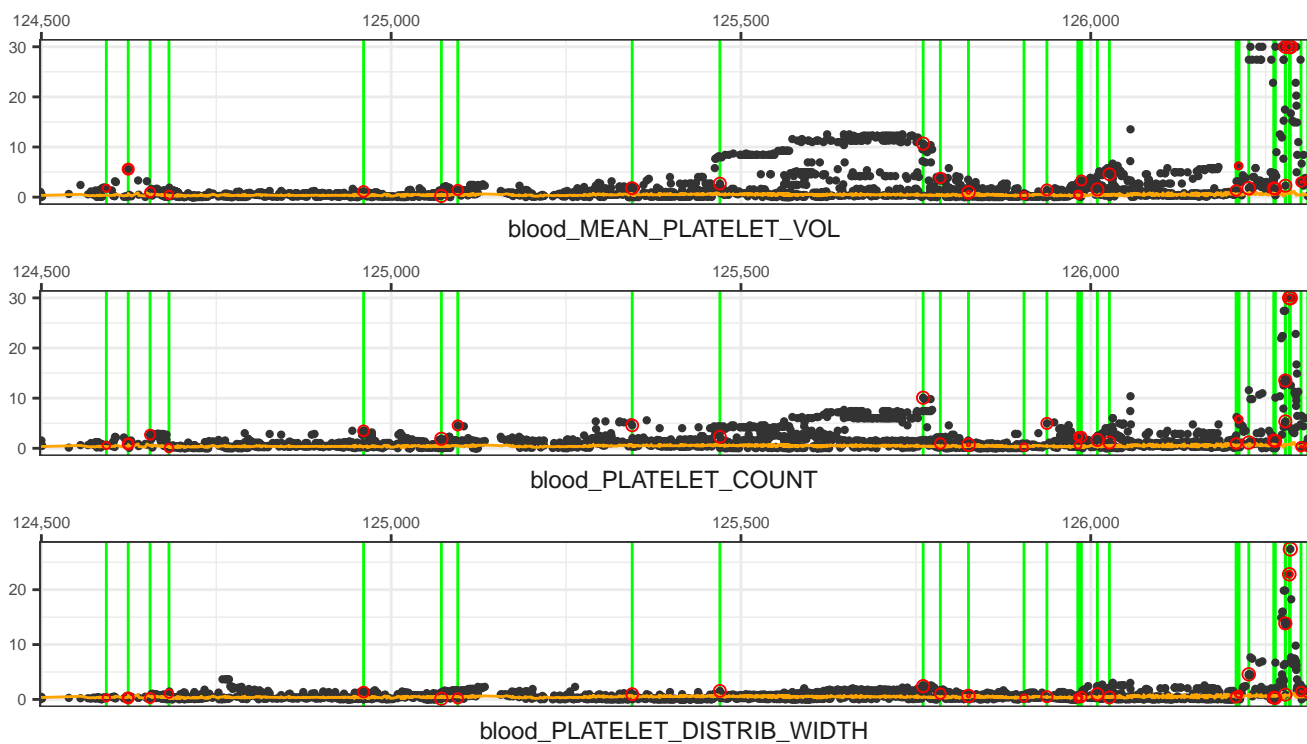 124,500 125,000 125,500 126,000
30
20
10
0
blood_MEAN_PLATELET_VOL
124,500 125,000 125,500 126,000
30
20
10
0
blood_PLATELET_COUNT
124,500 125,000 125,500 126,000
20
10
0
blood_PLATELET_DISTRIB_WIDTH